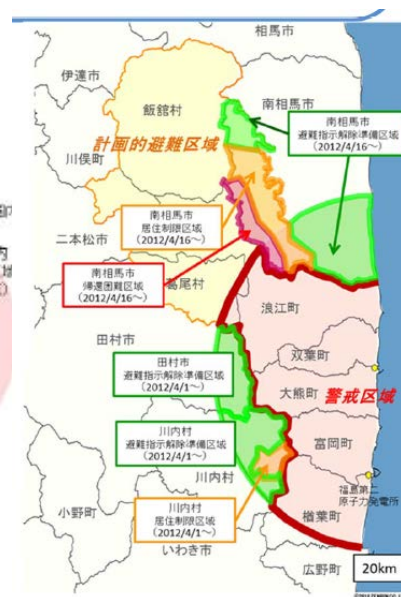 相馬市
伊達市
飯舘村
南相馬市
南相馬市
避難指示解除準備区域
(2012/4/16~)
計画的避難区域
川俣町
南相馬市
居住制限区域
(2012/4/16~)
二本松市
南相馬市
帰還困難区域
(2012/4/16~)
葛尾村
浪江町
田村市
双葉町
田村市
避難指示解除準備区域
(2012/4/1~)
大熊町
警戒区域
川内村
避難指示解除準備区域
(2012/4/1~)
富岡町
川内村
福島第二
原子力発電所
川内村
居住制限区域
(2012/4/1~)
小野町
楢葉町
いわき市
広野町
20km